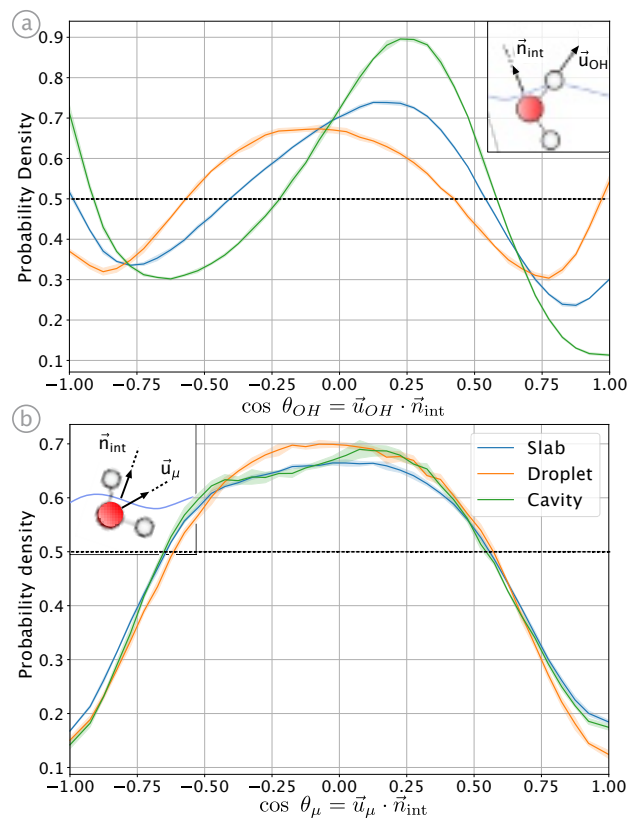 a
0.9
0.8
0.7
0.6
0.5
0.4
0.3
0.2
0.1
Probability Density
n⃗int
u⃗OH
−1.00 −0.75 −0.50 −0.25 0.00 0.25 0.50 0.75 1.00
cos θOH = u⃗OH · n⃗int
b
0.7
0.6
0.5
0.4
0.3
0.2
0.1
Probability density
n⃗int
u⃗μ
Slab
Droplet
Cavity
−1.00 −0.75 −0.50 −0.25 0.00 0.25 0.50 0.75 1.00
cos θμ = u⃗μ · n⃗int